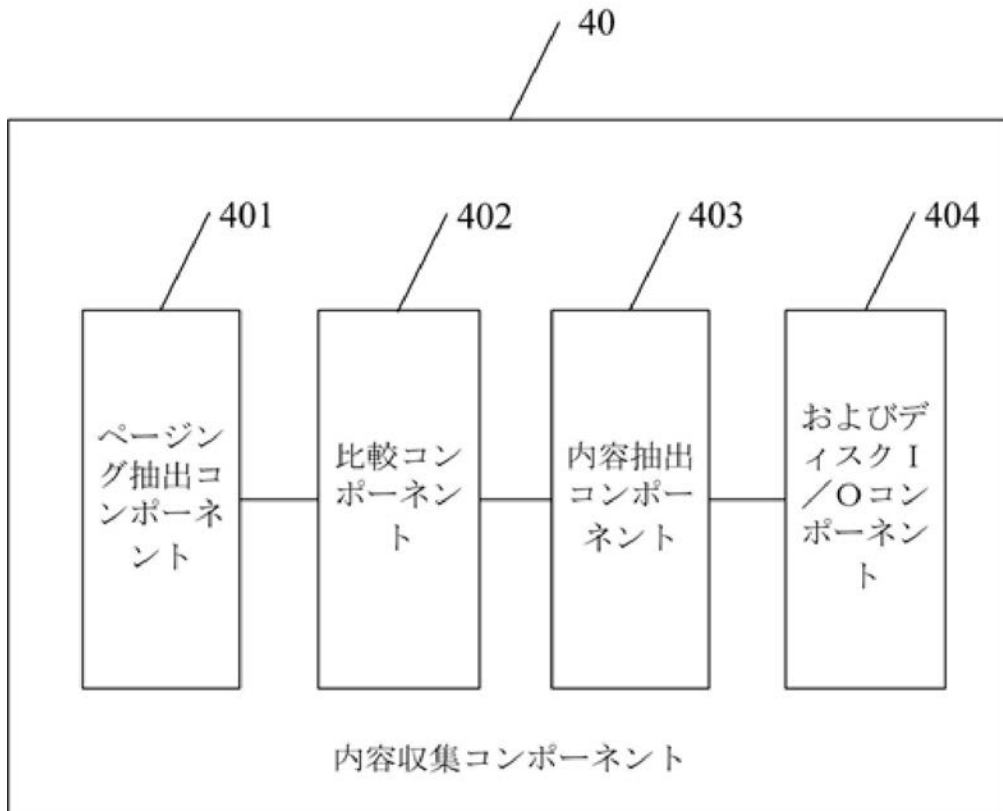 40
401
402
403
404
ページン
グ抽出コ
ンポーネ
ント
比較コン
ポーネン
ト
内容抽出
コンポー
ネント
およびデ
ィスクＩ
／Ｏコン
ポーネン
ト
内容収集コンポーネント